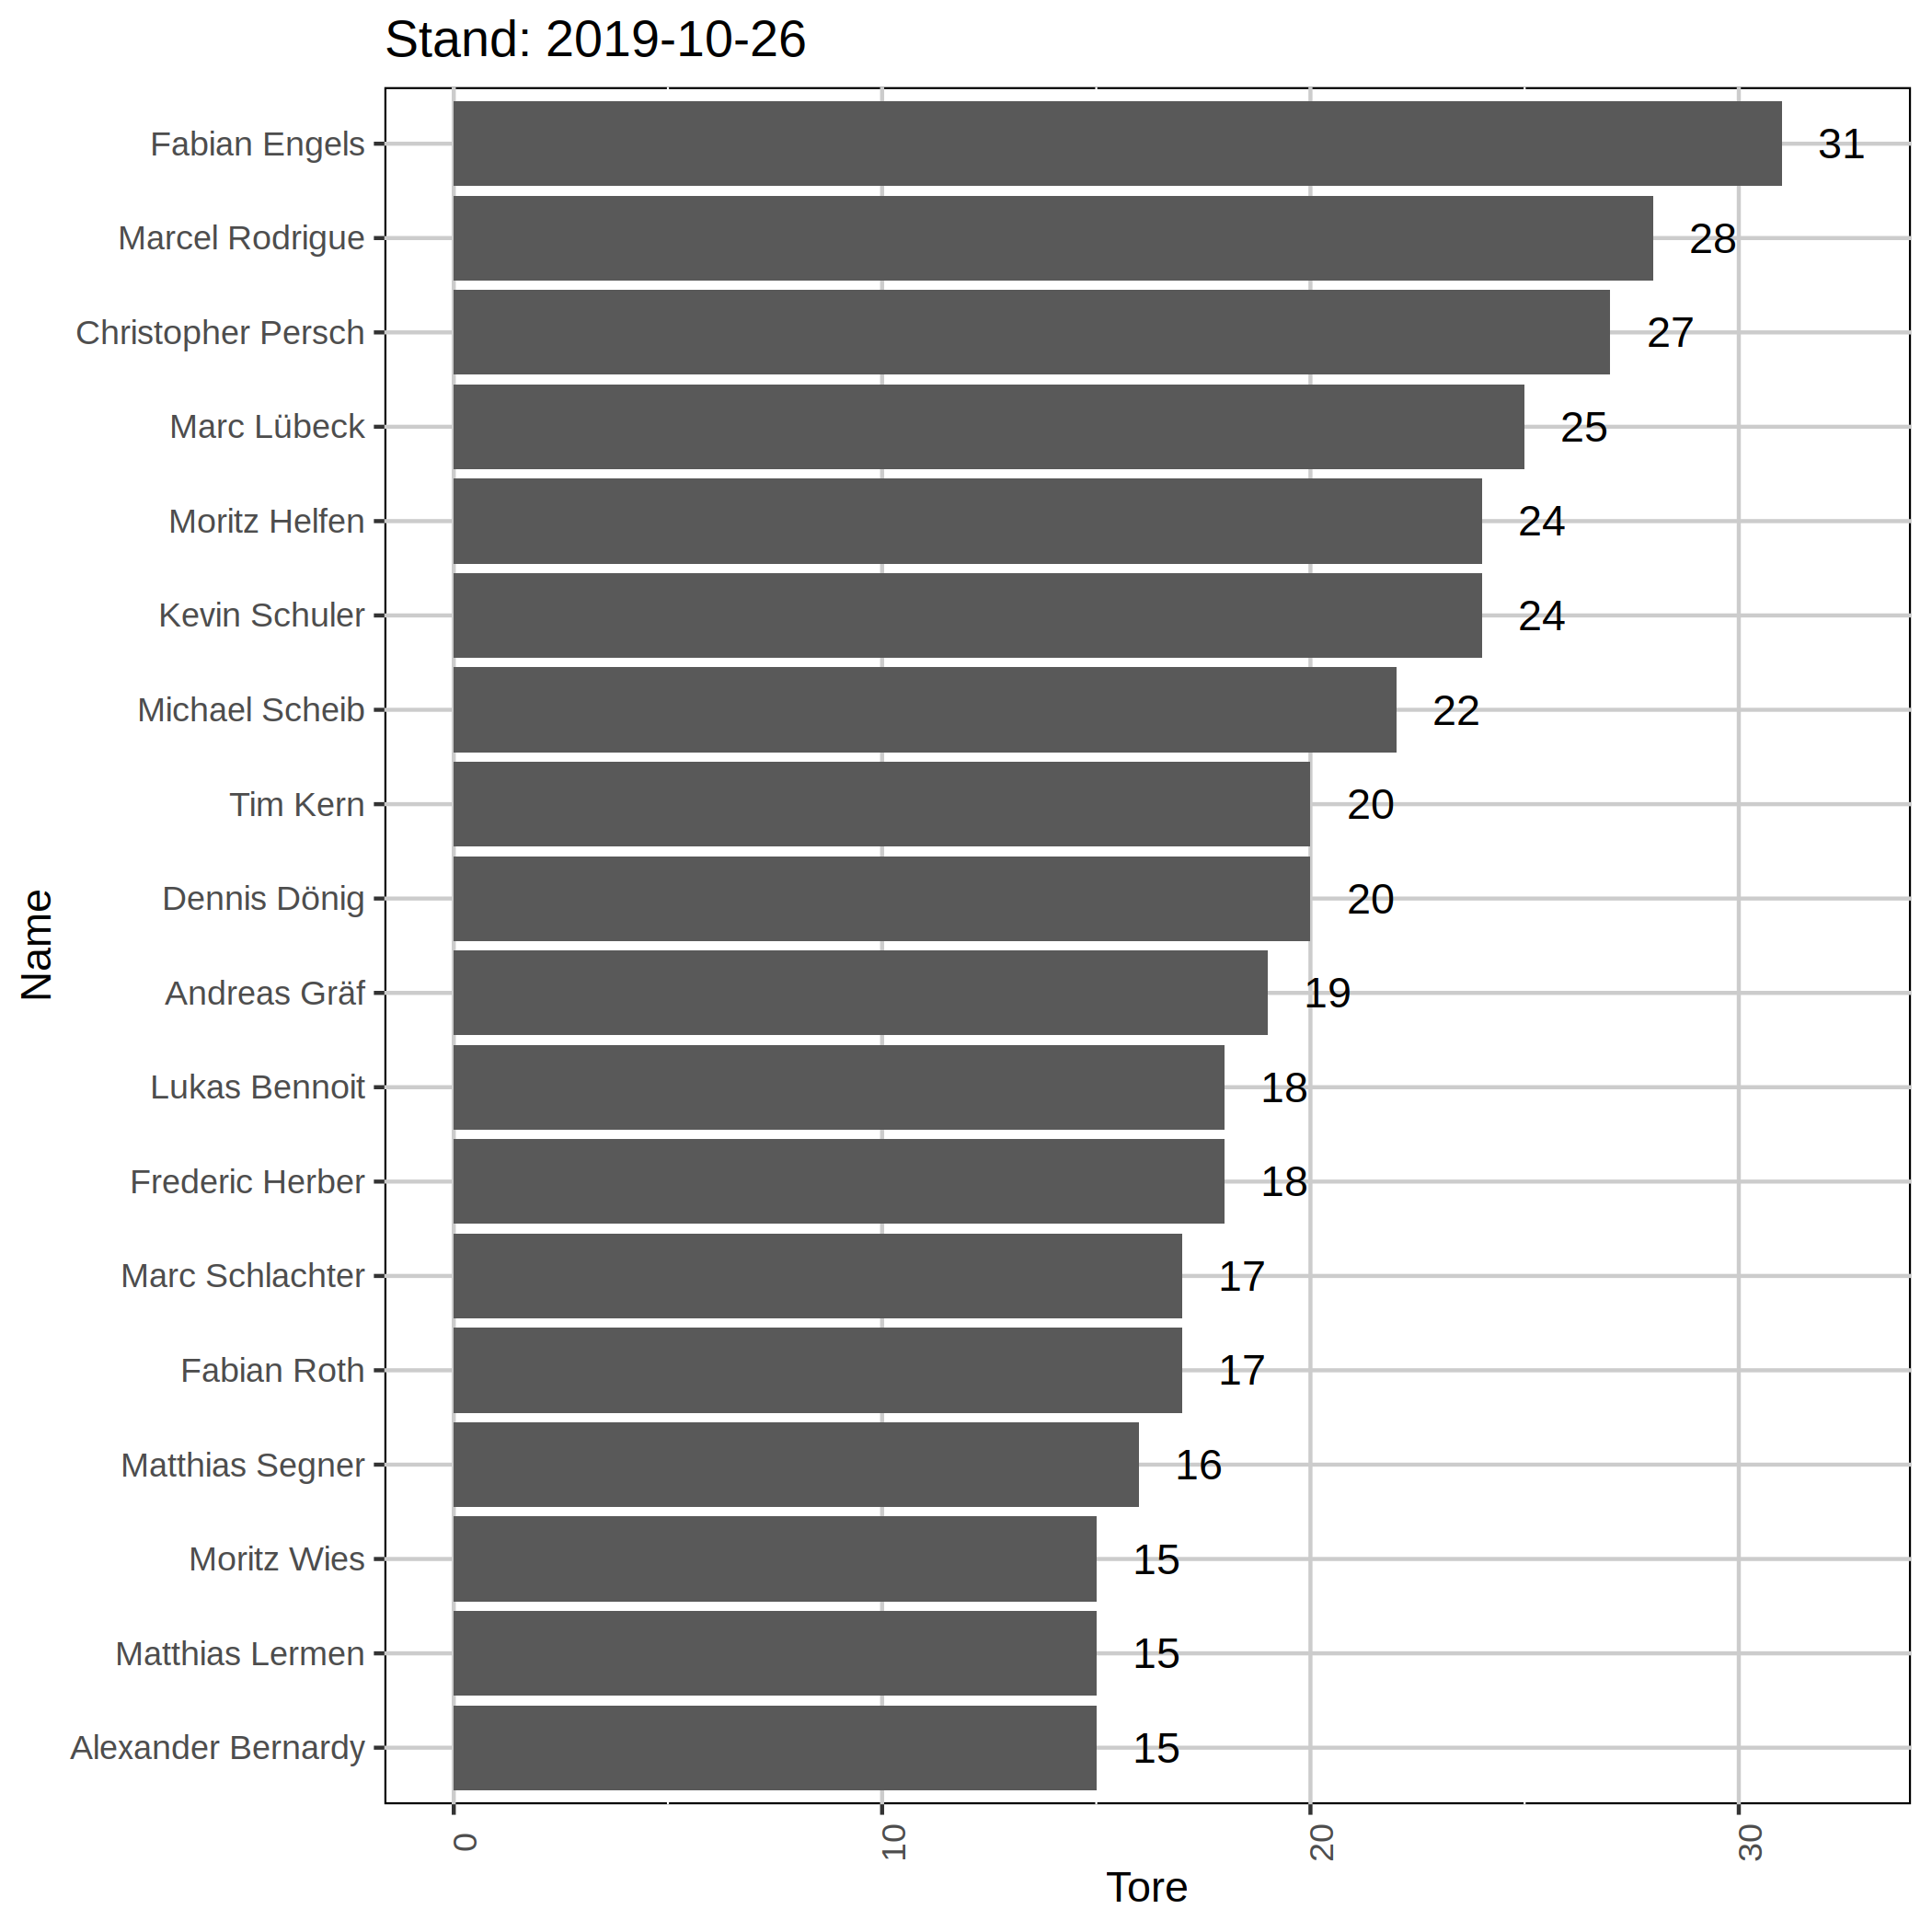 Stand: 2019-10-26
Name
Fabian Engels 31
Marcel Rodrigue 28
Christopher Persch 27
Marc Lübeck 25
Moritz Helfen 24
Kevin Schuler 24
Michael Scheib 22
Tim Kern 20
Dennis Dönig 20
Andreas Gräf 19
Lukas Bennoit 18
Frederic Herber 18
Marc Schlachter 17
Fabian Roth 17
Matthias Segner 16
Moritz Wies 15
Matthias Lermen 15
Alexander Bernardy 15
0 10 20 30
Tore